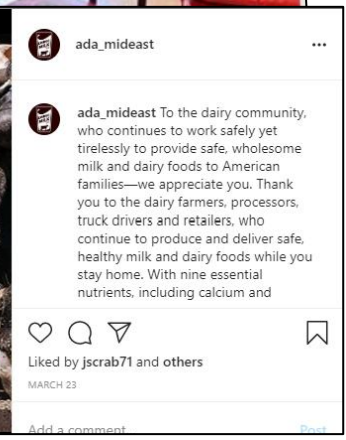 ada_mideast
ada_mideast To the dairy community,
who continues to work safely yet
tirelessly to provide safe, wholesome
milk and dairy foods to American
families—we appreciate you. Thank
you to the dairy farmers, processors,
truck drivers and retailers, who
continue to produce and deliver safe,
healthy milk and dairy foods while you
stay home. With nine essential
nutrients, including calcium and
Liked by jscrab71 and others
MARCH 23
Add a comment Post